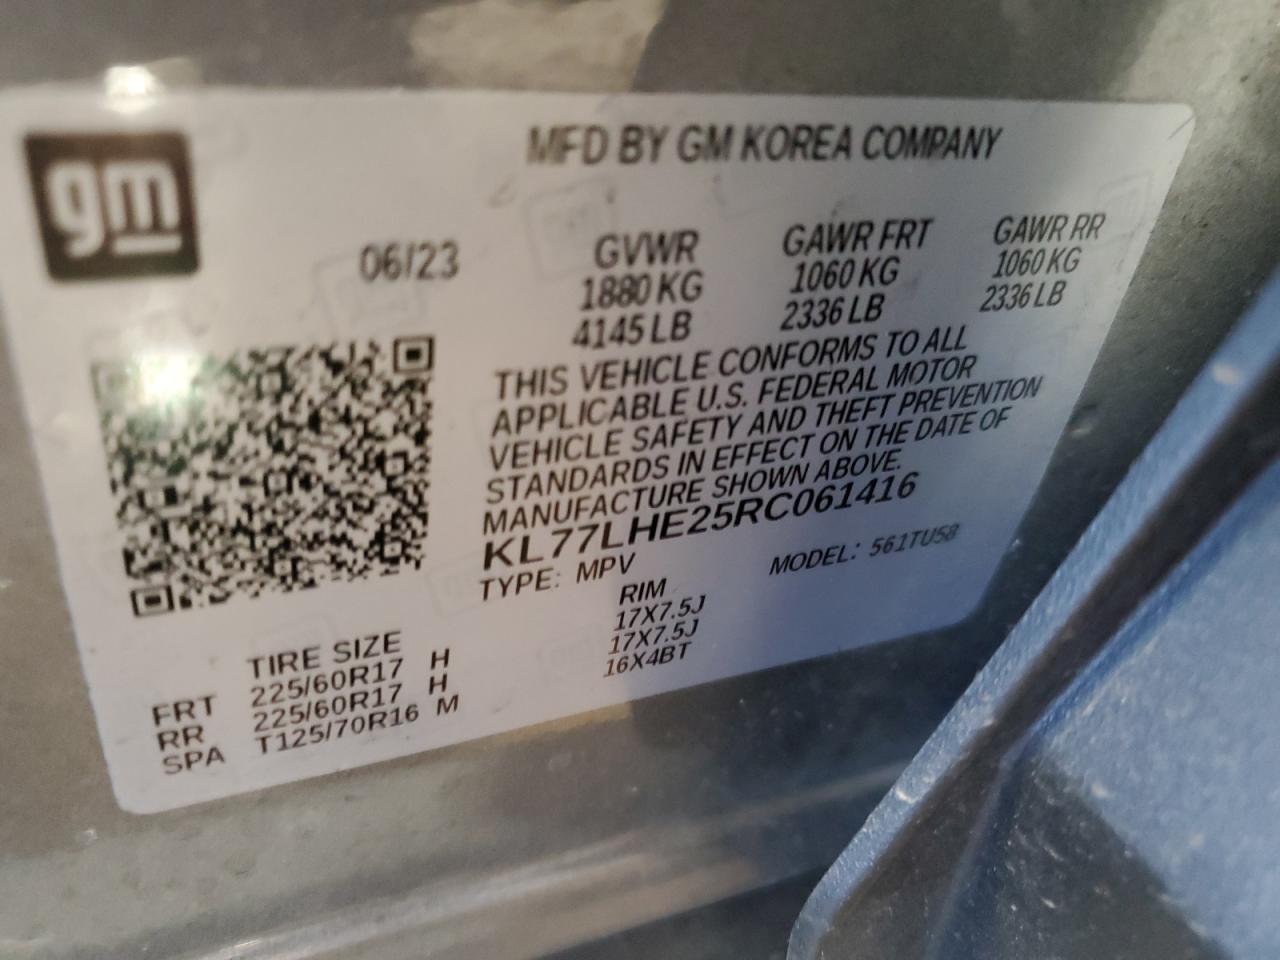 gm
MFD BY GM KOREA COMPANY
06/23
GVWR GAWR FRT GAWR RR
1880 KG 1060 KG 1060 KG
4145 LB 2336 LB 2336 LB
THIS VEHICLE CONFORMS TO ALL
APPLICABLE U.S. FEDERAL MOTOR
VEHICLE SAFETY AND THEFT PREVENTION
STANDARDS IN EFFECT ON THE DATE OF
MANUFACTURE SHOWN ABOVE.
KL77LHE25RC061416
TYPE: MPV MODEL: 561TU58
TIRE SIZE RIM
FRT 225/60R17 H 17X7.5J
RR 225/60R17 H 17X7.5J
SPA T125/70R16 M 16X4BT